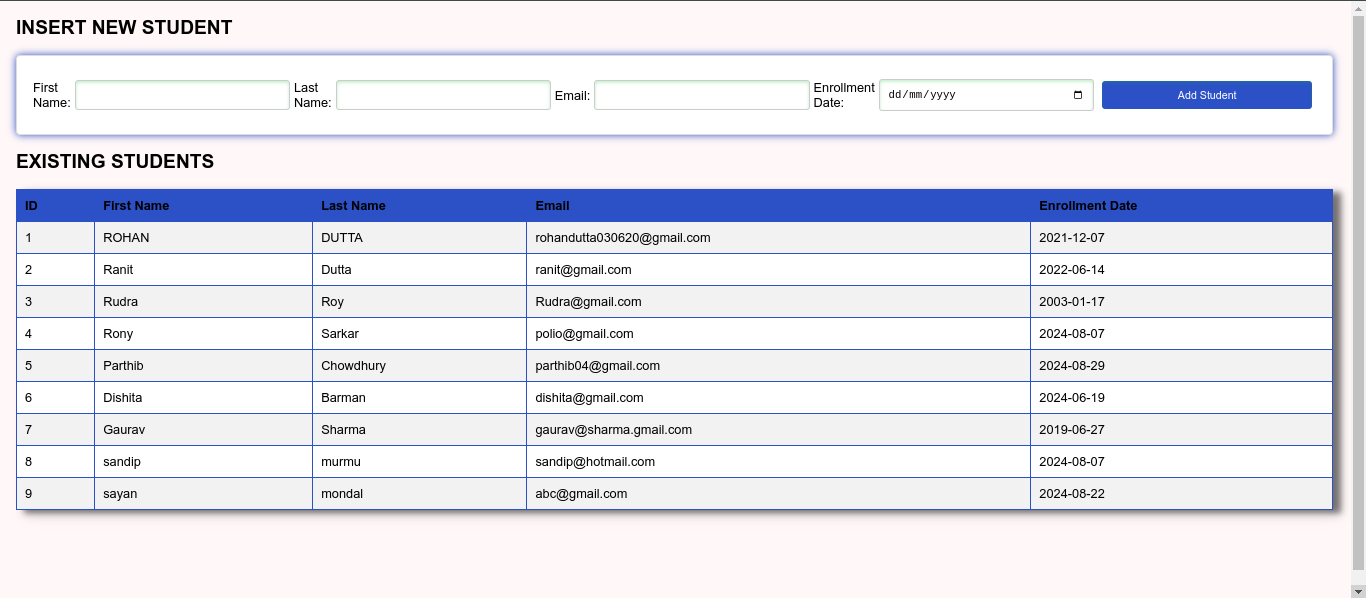 INSERT NEW STUDENT
First Name: Last Name: Email: Enrollment Date: dd/mm/yyyy Add Student
EXISTING STUDENTS
ID First Name Last Name Email Enrollment Date
1 ROHAN DUTTA rohandutta030620@gmail.com 2021-12-07
2 Ranit Dutta ranit@gmail.com 2022-06-14
3 Rudra Roy Rudra@gmail.com 2003-01-17
4 Rony Sarkar polio@gmail.com 2024-08-07
5 Parthib Chowdhury parthib04@gmail.com 2024-08-29
6 Dishita Barman dishita@gmail.com 2024-06-19
7 Gaurav Sharma gaurav@sharma.gmail.com 2019-06-27
8 sandip murmu sandip@hotmail.com 2024-08-07
9 sayan mondal abc@gmail.com 2024-08-22